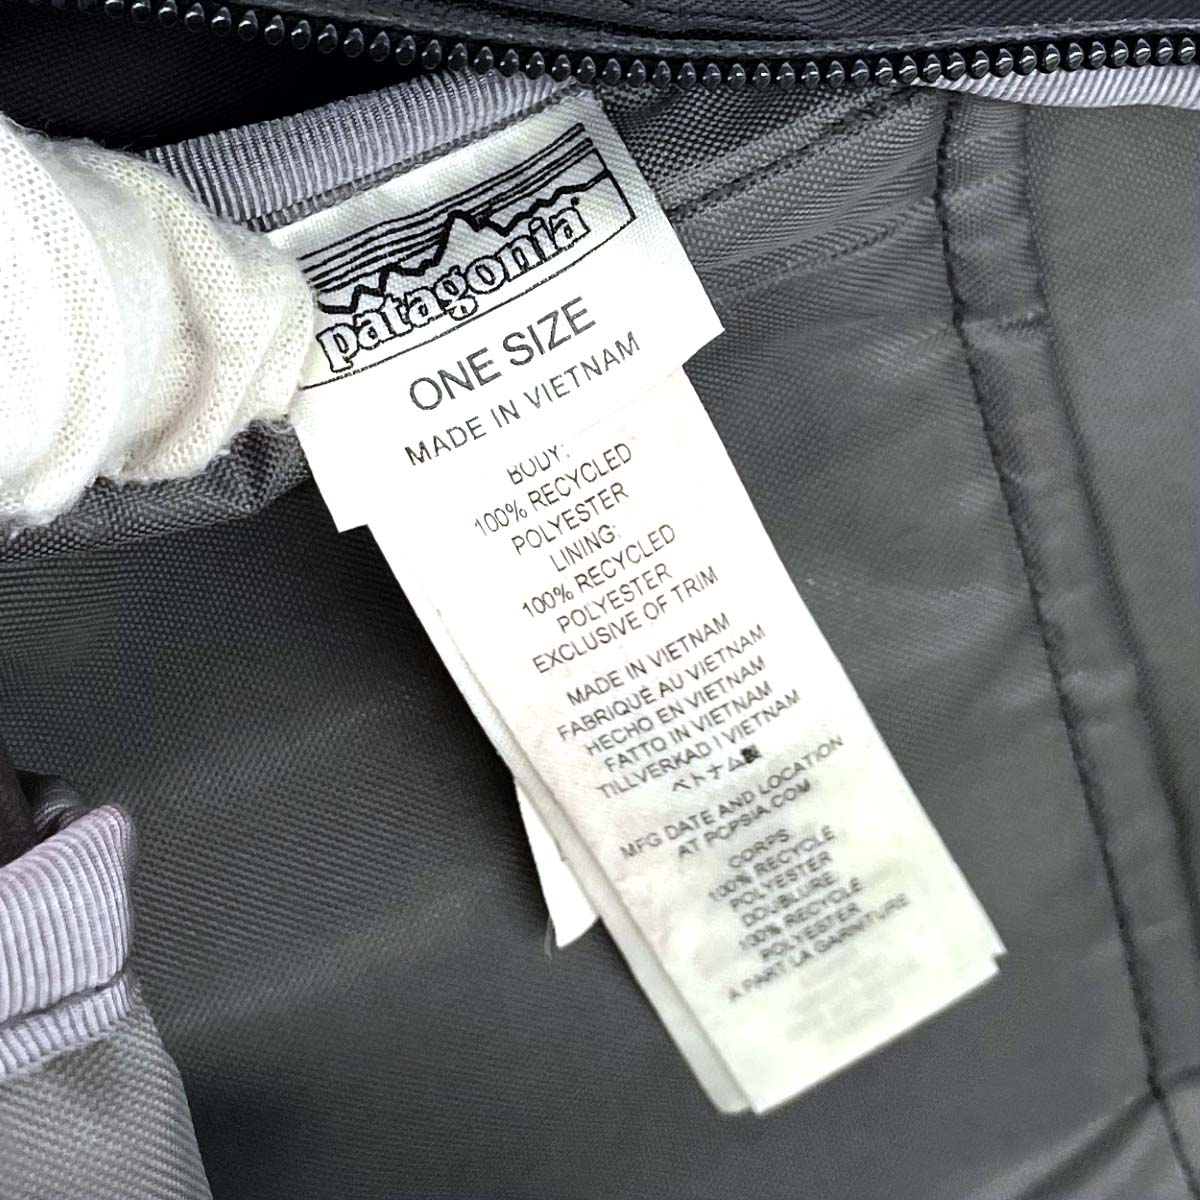 patagonia
ONE SIZE
MADE IN VIETNAM
BODY:
100% RECYCLED
POLYESTER
LINING:
100% RECYCLED
POLYESTER
EXCLUSIVE OF TRIM
MADE IN VIETNAM
FABRIQUÉ AU VIETNAM
HECHO EN VIETNAM
FATTO IN VIETNAM
TILLVERKAD I VIETNAM
ベトナム製
MFG DATE AND LOCATION
AT PCPSIA.COM
CORPS:
100% RECYCLÉ
POLYESTER
DOUBLURE:
100% RECYCLÉ
POLYESTER
A PART LA GARNITURE